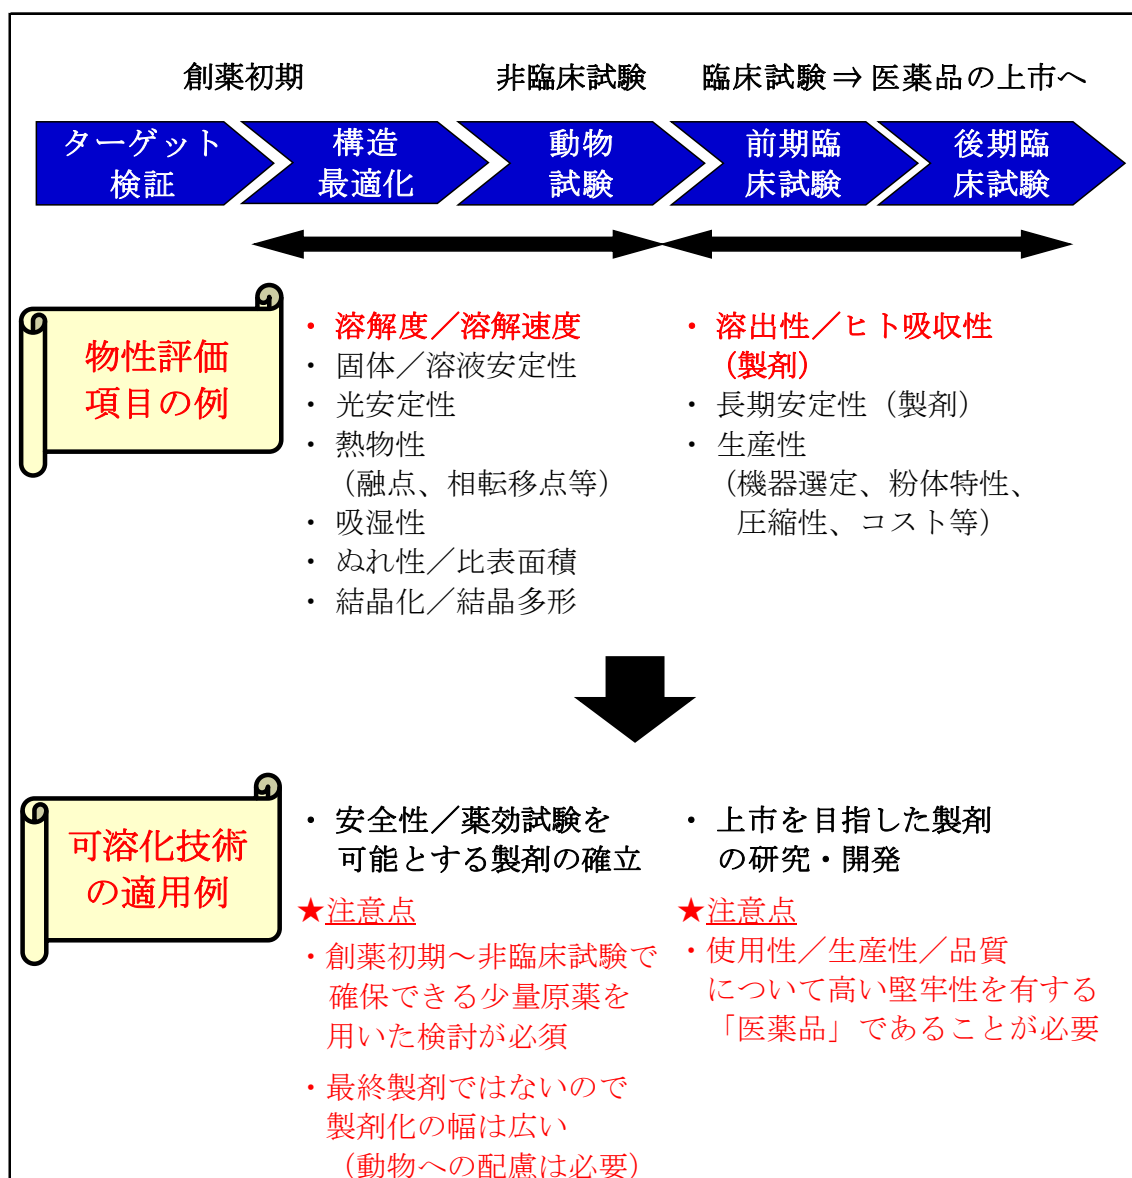 創薬初期
非臨床試験
臨床試験⇒医薬品の上市へ
ターゲット
検証
構造
最適化
動物
試験
前期臨
床試験
後期臨
床試験
物性評価
項目の例
・ 溶解度／溶解速度
・ 固体／溶液安定性
・ 光安定性
・ 熱物性
（融点、相転移点等）
・ 吸湿性
・ ぬれ性／比表面積
・ 結晶化／結晶多形
・ 溶出性／ヒト吸収性
（製剤）
・ 長期安定性（製剤）
・ 生産性
（機器選定、粉体特性、
圧縮性、コスト等）
可溶化技術
の適用例
・ 安全性／薬効試験を
可能とする製剤の確立
★注意点
・創薬初期～非臨床試験で
確保できる少量原薬を
用いた検討が必須
・最終製剤ではないので
製剤化の幅は広い
（動物への配慮は必要）
・ 上市を目指した製剤
の研究・開発
★注意点
・使用性／生産性／品質
について高い堅牢性を有する
「医薬品」であることが必要